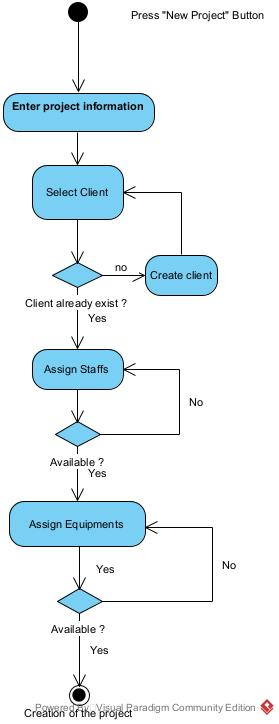 Press "New Project" Button
Enter project information
Select Client
no
Create client
Client already exist ?
Yes
Assign Staffs
No
Available ?
Yes
Assign Equipments
Yes
No
Available ?
Yes
Powered By Visual Paradigm Community Edition
Creation of the project